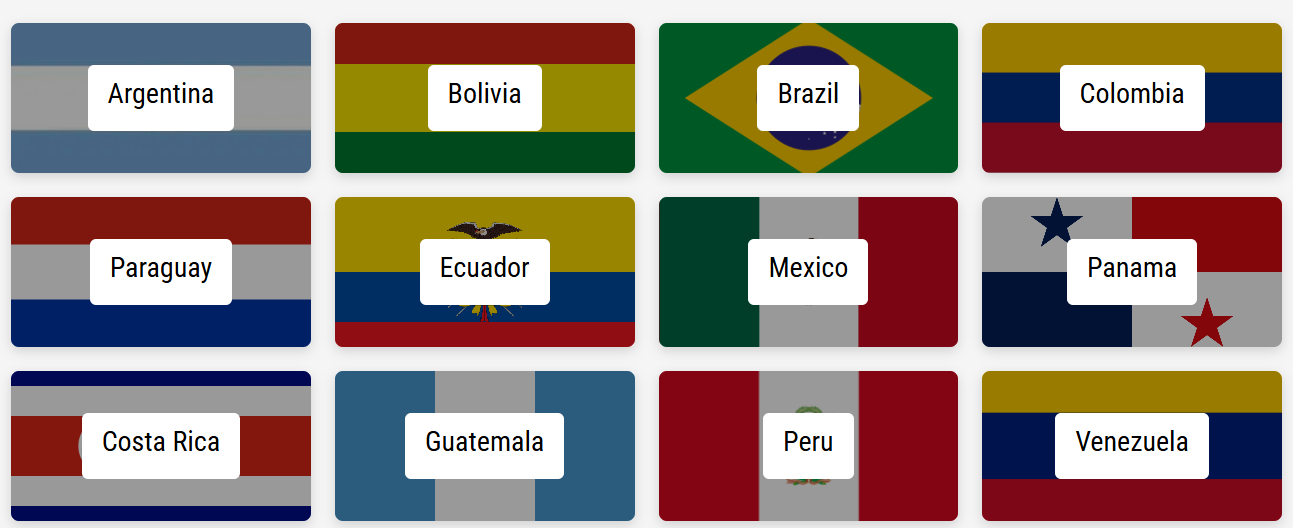 Argentina
Bolivia
Brazil
Colombia
Paraguay
Ecuador
Mexico
Panama
Costa Rica
Guatemala
Peru
Venezuela